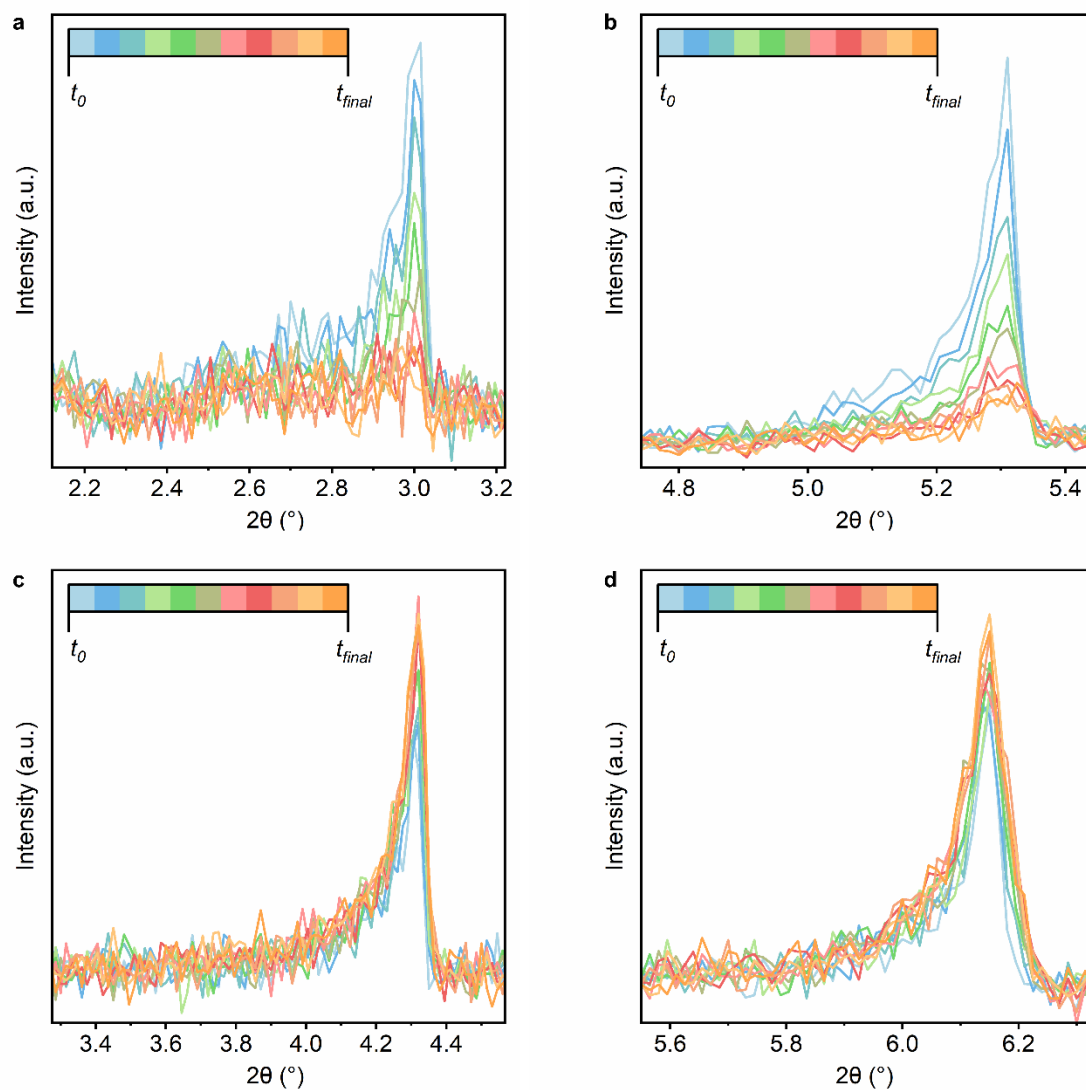 a
t0
tfinal
Intensity (a.u.)
2.2 2.4 2.6 2.8 3.0 3.2
2θ (°)
b
t0
tfinal
Intensity (a.u.)
4.8 5.0 5.2 5.4
2θ (°)
c
t0
tfinal
Intensity (a.u.)
3.4 3.6 3.8 4.0 4.2 4.4
2θ (°)
d
t0
tfinal
Intensity (a.u.)
5.6 5.8 6.0 6.2
2θ (°)